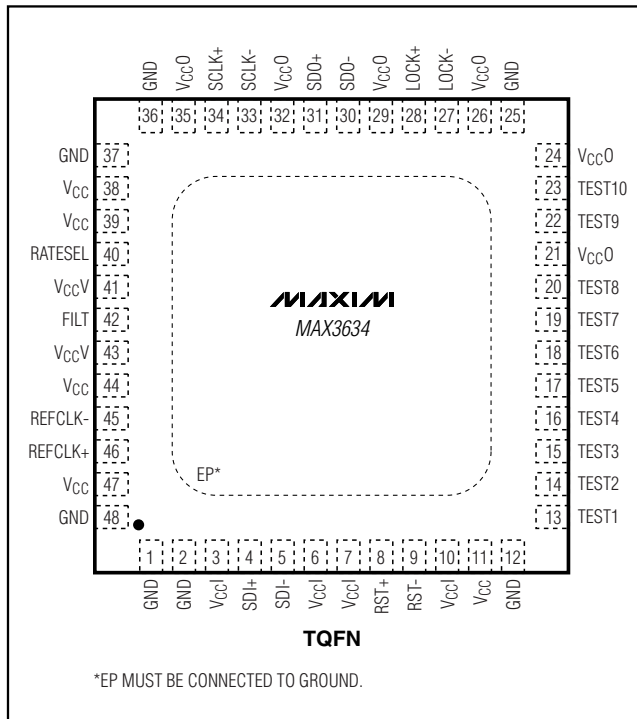 GND VCCO SCLK+ SCLK- VCCO SDO+ SDO- VCCO LOCK+ LOCK- VCCO GND
36 35 34 33 32 31 30 29 28 27 26 25
GND 37
VCC 38
VCC 39
RATESEL 40
VCCV 41
FILT 42
VCCV 43
VCC 44
REFCLK- 45
REFCLK+ 46
VCC 47
GND 48
MAXIM
MAX3634
EP*
24 VCCO
23 TEST10
22 TEST9
21 VCCO
20 TEST8
19 TEST7
18 TEST6
17 TEST5
16 TEST4
15 TEST3
14 TEST2
13 TEST1
1 2 3 4 5 6 7 8 9 10 11 12
GND GND VCCI SDI+ SDI- VCCI VCCI RST+ RST- VCCI VCC GND
TQFN
*EP MUST BE CONNECTED TO GROUND.